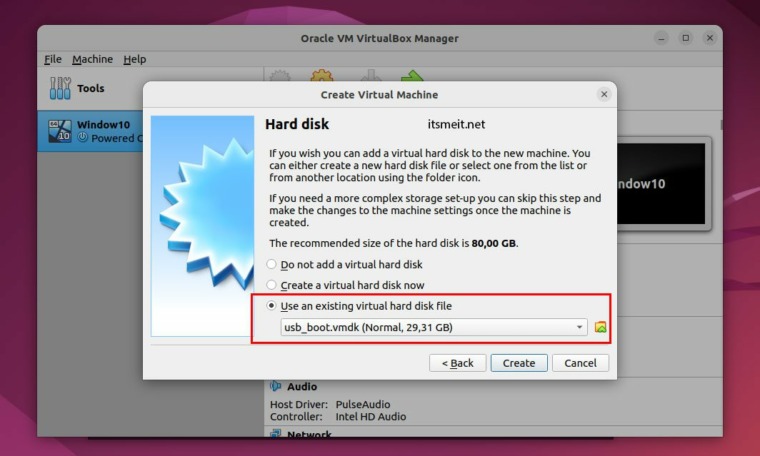 Oracle VM VirtualBox Manager
File Machine Help
Tools
Create Virtual Machine
64
10
Window10
Powered
Hard disk
itsmeit.net
If you wish you can add a virtual hard disk to the new machine. You
can either create a new hard disk file or select one from the list or
from another location using the folder icon.
If you need a more complex storage set-up you can skip this step and
make the changes to the machine settings once the machine is
created.
The recommended size of the hard disk is 80,00 GB.
Do not add a virtual hard disk
Create a virtual hard disk now
Use an existing virtual hard disk file
usb_boot.vmdk (Normal, 29,31 GB)
< Back Create Cancel
ndow10
Audio
Host Driver: PulseAudio
Controller: Intel HD Audio
Network